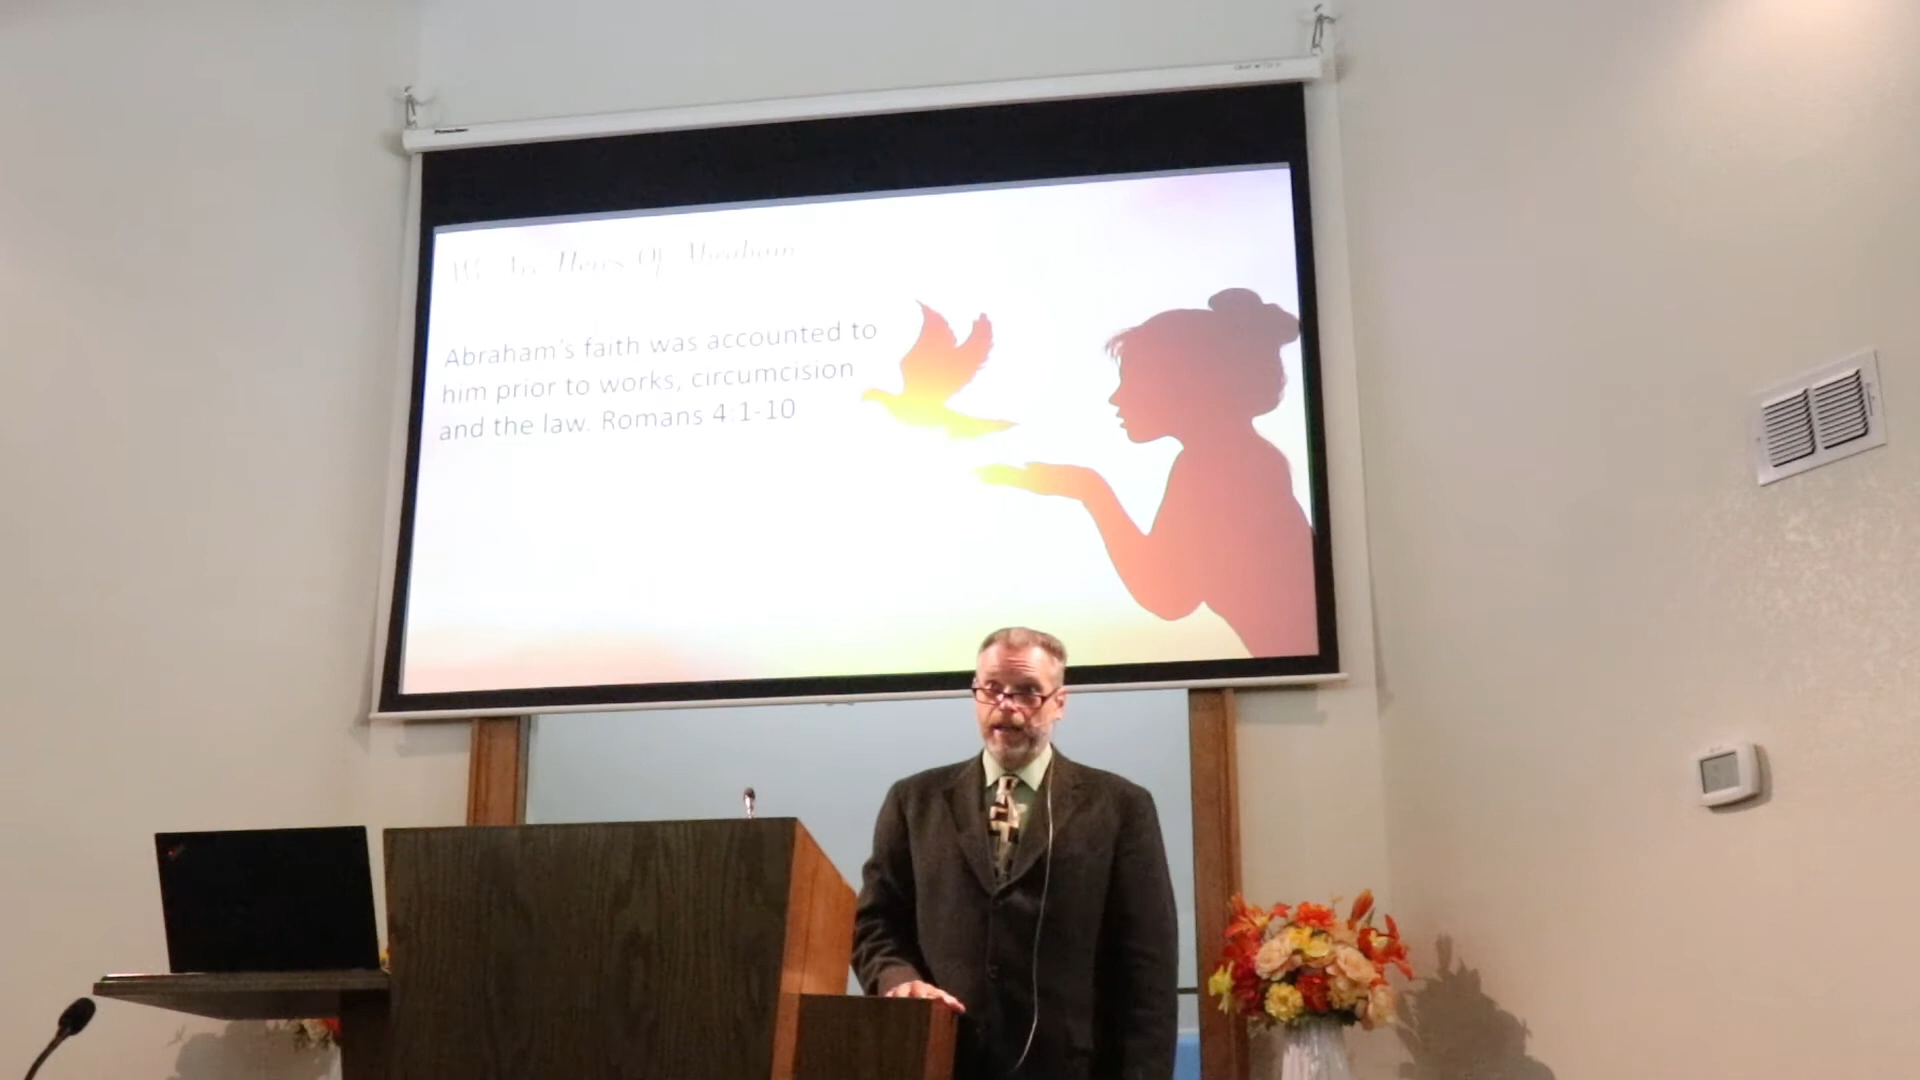 We Are Heirs Of Abraham
Abraham's faith was accounted to
him prior to works, circumcision
and the law. Romans 4:1-10